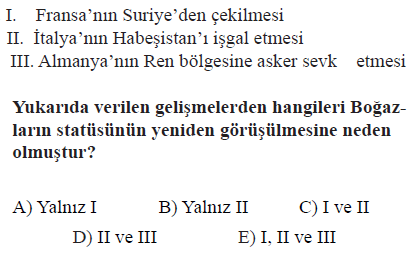 I. Fransa’nın Suriye’den çekilmesi
II. İtalya’nın Habeşistan’ı işgal etmesi
III. Almanya’nın Ren bölgesine asker sevk etmesi
Yukarıda verilen gelişmelerden hangileri Boğaz-
ların statüsünün yeniden görüşülmesine neden
olmuştur?
A) Yalnız I B) Yalnız II C) I ve II
D) II ve III E) I, II ve III